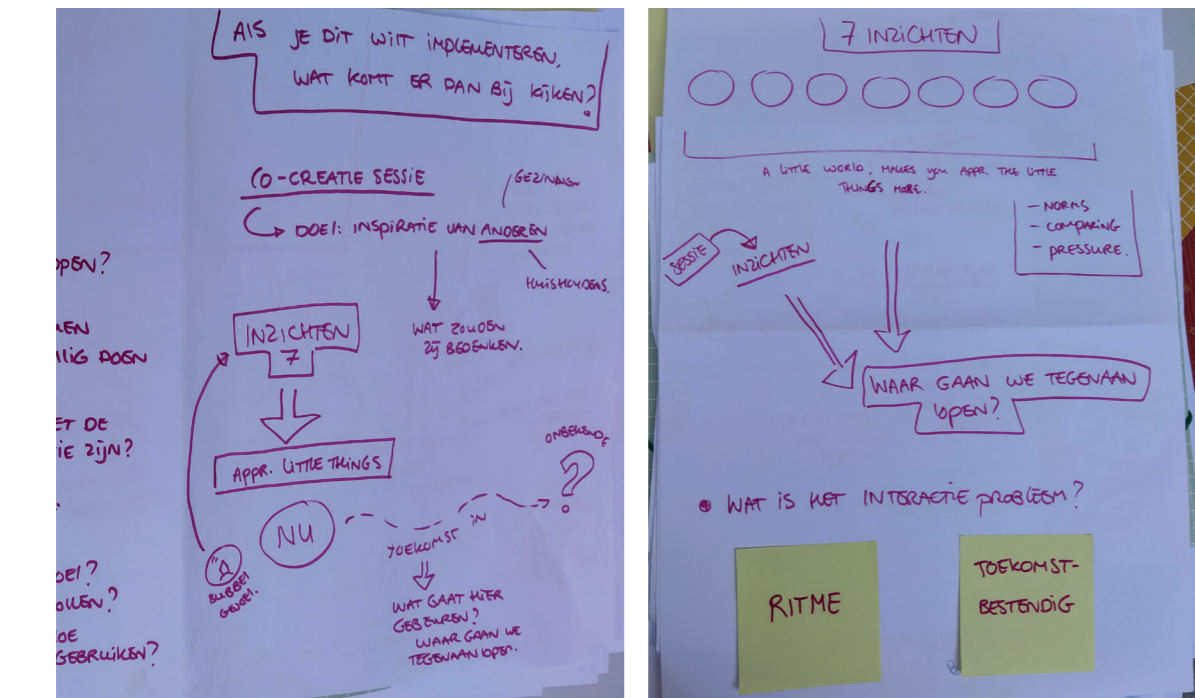 ALS JE DIT WILT IMPLEMENTEREN,
WAT KOMT ER DAN BIJ KIJKEN?
CO-CREATIE SESSIE
GEZINNEN
DOEL: INSPIRATIE VAN ANDEREN
HUISHOUDENS.
OPEN?
INZICHTEN
7
WAT ZOUDEN
ZIJ BEDENKEN.
LIG DOEN
ET DE
IE ZIJN?
APPR. LITTLE THINGS
ONBEKENDE
?
NU
TOEKOMST IN
BUBBEL
GEVOEL.
WAT GAAT HIER
GEBEUREN?
WAAR GAAN WE
TEGENAAN LOPEN.
OEL?
OLLEN?
OE
GEBRUIKEN?
7 INZICHTEN
A LITTLE WORLD, MAKES YOU APPR. THE LITTLE
THINGS MORE.
- NORMS
- COMPARING
- PRESSURE.
SESSIE
INZICHTEN
WAAR GAAN WE TEGENAAN
LOPEN?
• WAT IS HET INTERACTIE PROBLEEM?
RITME
TOEKOMST-
BESTENDIG